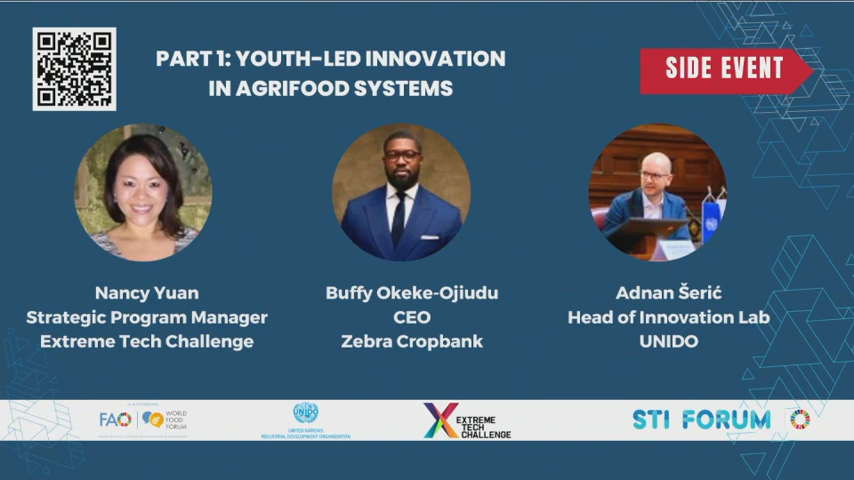 PART 1: YOUTH-LED INNOVATION
IN AGRIFOOD SYSTEMS
SIDE EVENT
Nancy Yuan
Strategic Program Manager
Extreme Tech Challenge
Buffy Okeke-Ojiudu
CEO
Zebra Cropbank
Adnan Šerić
Head of Innovation Lab
UNIDO
FAO
WORLD
FOOD
FORUM
UNIDO
UNITED NATIONS
INDUSTRIAL DEVELOPMENT ORGANIZATION
EXTREME
TECH
CHALLENGE
STI FORUM